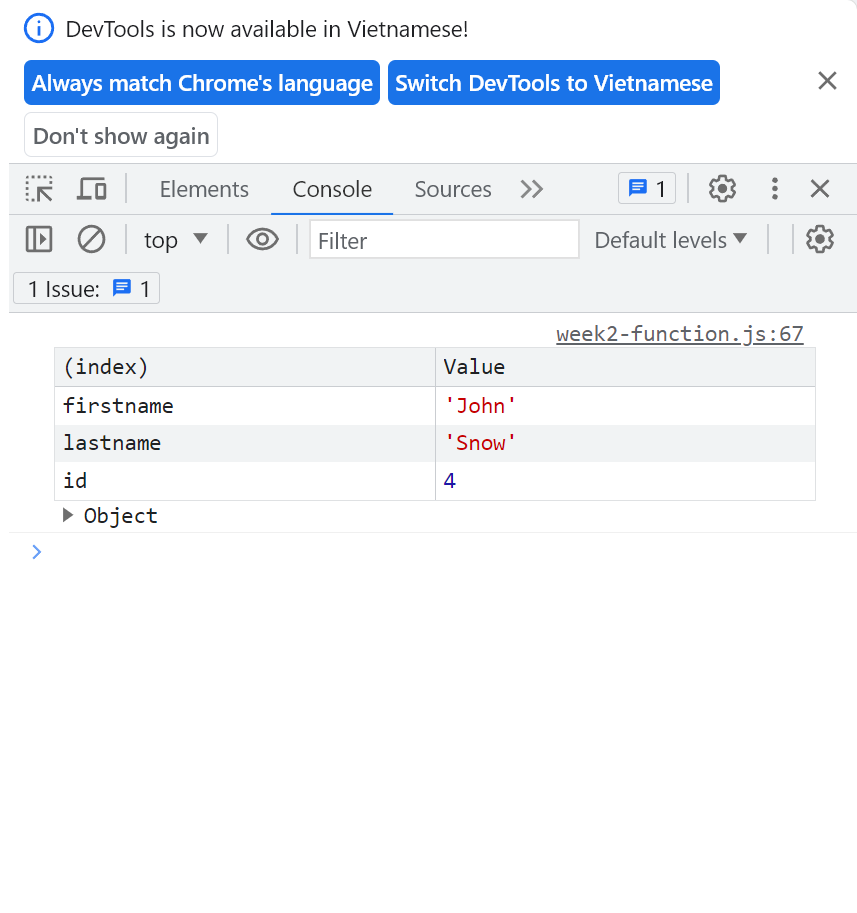 DevTools is now available in Vietnamese!
Always match Chrome's language Switch DevTools to Vietnamese
Don't show again
Elements Console Sources 1
top Filter Default levels
1 Issue: 1
week2-function.js:67
(index) Value
firstname 'John'
lastname 'Snow'
id 4
Object